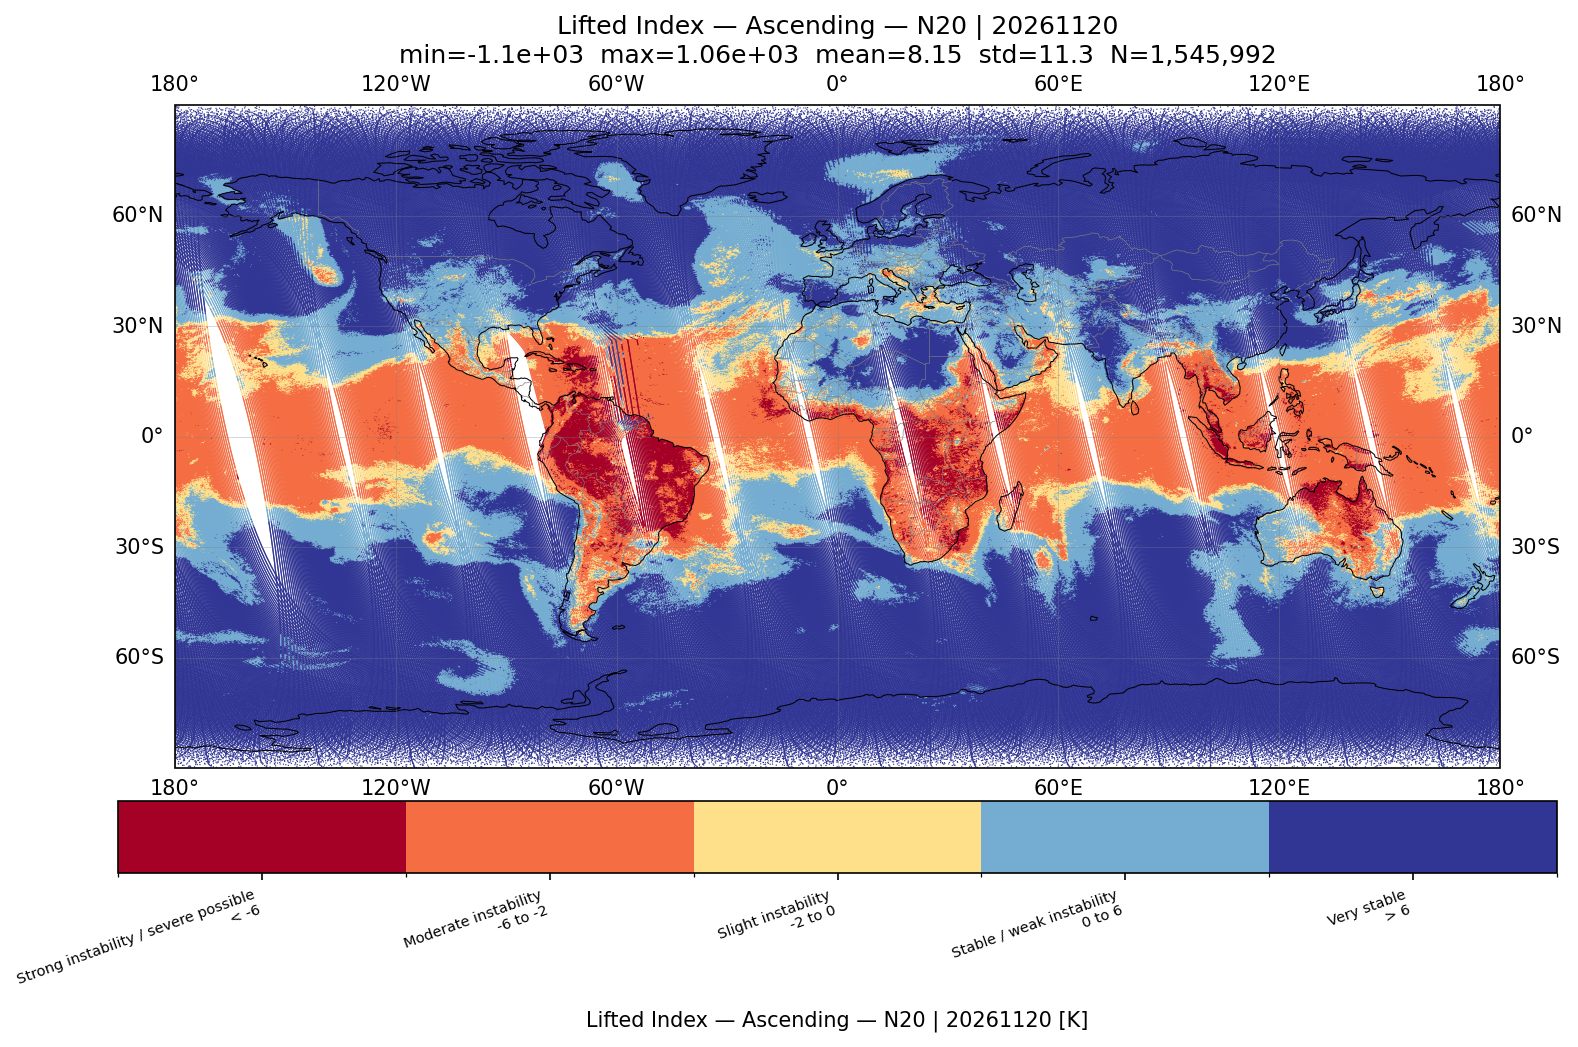 Lifted Index — Ascending — N20 | 20261120
min=-1.1e+03  max=1.06e+03  mean=8.15  std=11.3  N=1,545,992
180° 120°W 60°W 0° 60°E 120°E 180°
60°N 60°N
30°N 30°N
0° 0°
30°S 30°S
60°S 60°S
180° 120°W 60°W 0° 60°E 120°E 180°
Strong instability / severe possible
< -6
Moderate instability
-6 to -2
Slight instability
-2 to 0
Stable / weak instability
0 to 6
Very stable
> 6
Lifted Index — Ascending — N20 | 20261120 [K]